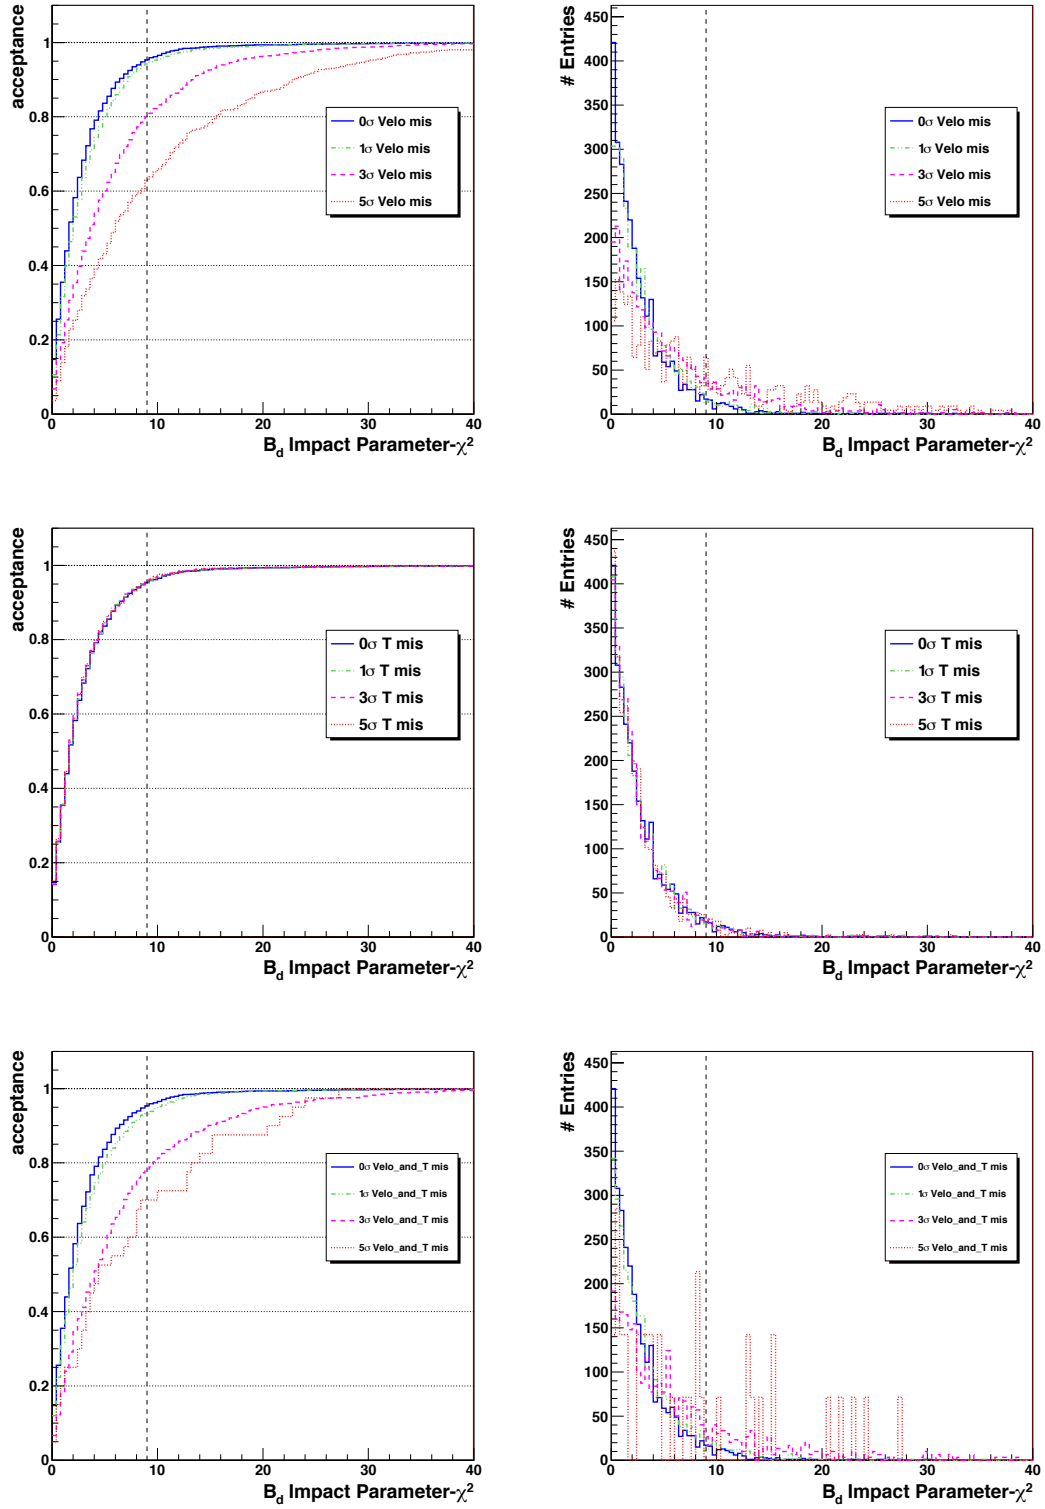 acceptance
1
0.8
0.6
0.4
0.2
0
0 10 20 30 40
B_d Impact Parameter-χ²
0σ Velo mis
1σ Velo mis
3σ Velo mis
5σ Velo mis
# Entries
450
400
350
300
250
200
150
100
50
0
0 10 20 30 40
B_d Impact Parameter-χ²
0σ Velo mis
1σ Velo mis
3σ Velo mis
5σ Velo mis
acceptance
1
0.8
0.6
0.4
0.2
0
0 10 20 30 40
B_d Impact Parameter-χ²
0σ T mis
1σ T mis
3σ T mis
5σ T mis
# Entries
450
400
350
300
250
200
150
100
50
0
0 10 20 30 40
B_d Impact Parameter-χ²
0σ T mis
1σ T mis
3σ T mis
5σ T mis
acceptance
1
0.8
0.6
0.4
0.2
0 10 20 30 40
B_d Impact Parameter-χ²
0σ Velo_and_T mis
1σ Velo_and_T mis
3σ Velo_and_T mis
5σ Velo_and_T mis
# Entries
450
400
350
300
250
200
150
100
50
0
0 10 20 30 40
B_d Impact Parameter-χ²
0σ Velo_and_T mis
1σ Velo_and_T mis
3σ Velo_and_T mis
5σ Velo_and_T mis